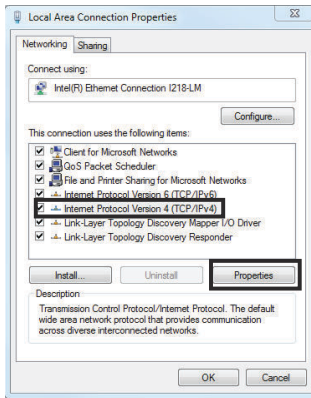 Local Area Connection Properties
Networking Sharing
Connect using:
Intel(R) Ethernet Connection I218-LM
Configure...
This connection uses the following items:
Client for Microsoft Networks
QoS Packet Scheduler
File and Printer Sharing for Microsoft Networks
Internet Protocol Version 6 (TCP/IPv6)
Internet Protocol Version 4 (TCP/IPv4)
Link-Layer Topology Discovery Mapper I/O Driver
Link-Layer Topology Discovery Responder
Install... Uninstall Properties
Description
Transmission Control Protocol/Internet Protocol. The default
wide area network protocol that provides communication
across diverse interconnected networks.
OK Cancel